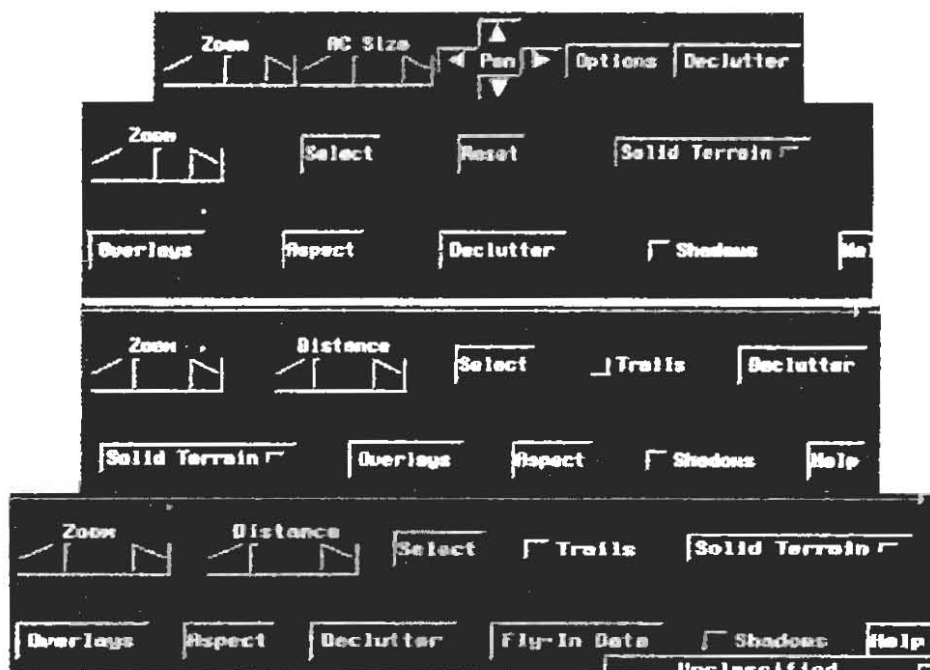 Zoom AC Size
Pan Options Declutter
Zoom
Select Reset Solid Terrain
Overlays Aspect Declutter Shadows Hel
Zoom Distance
Select Trails Declutter
Solid Terrain Overlays Aspect Shadows Help
Zoom Distance
Select Trails Solid Terrain
Overlays Aspect Declutter Fly-In Data Shadows Help
Unclassified